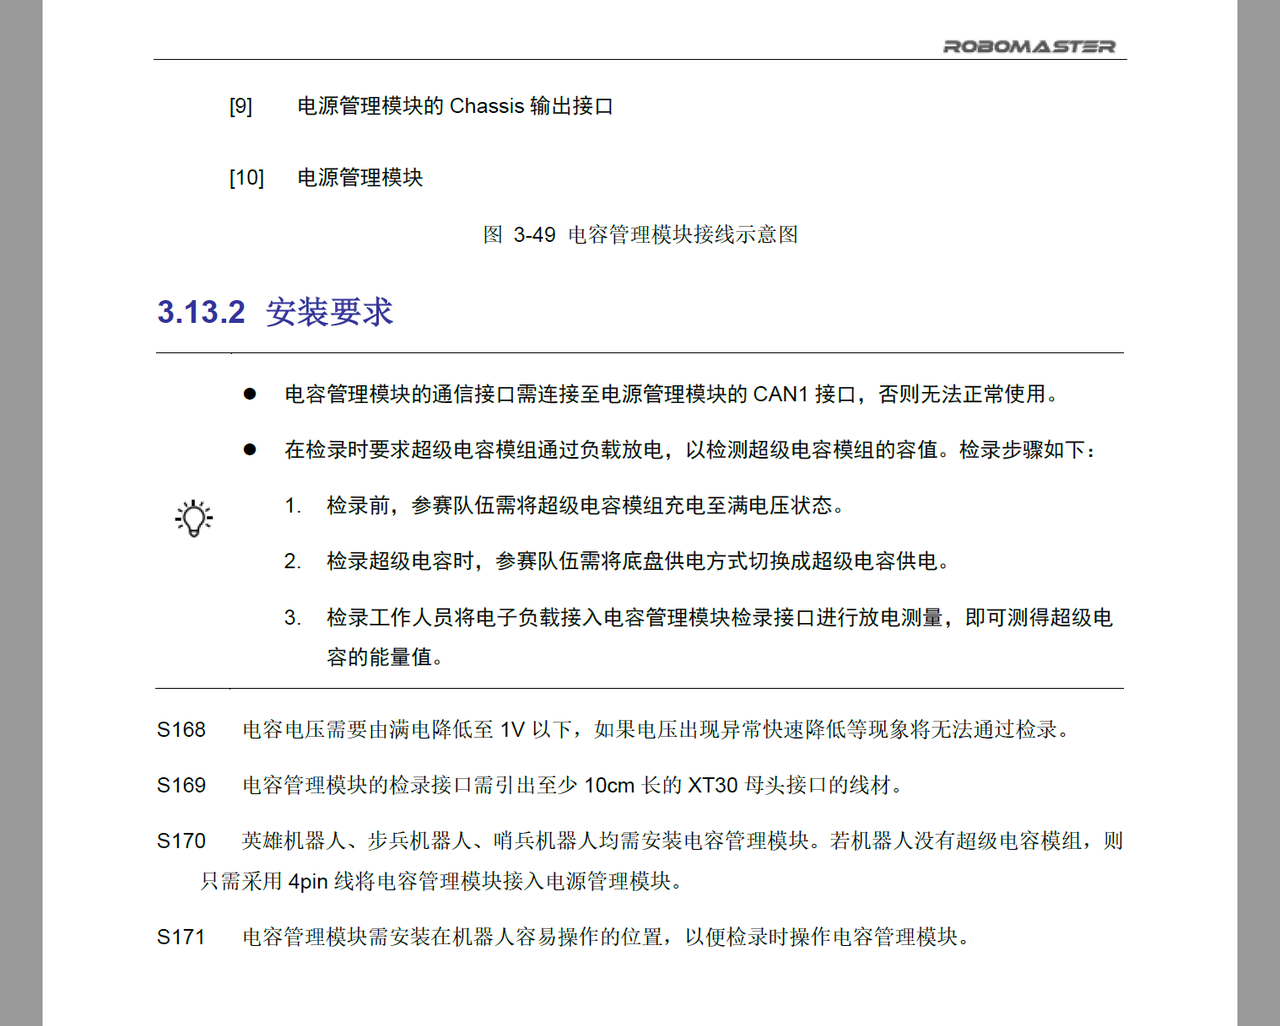 ROBOMASTER
[9] 电源管理模块的 Chassis 输出接口
[10] 电源管理模块
图 3-49 电容管理模块接线示意图
3.13.2 安装要求
● 电容管理模块的通信接口需连接至电源管理模块的 CAN1 接口，否则无法正常使用。
● 在检录时要求超级电容模组通过负载放电，以检测超级电容模组的容值。检录步骤如下：
1. 检录前，参赛队伍需将超级电容模组充电至满电压状态。
2. 检录超级电容时，参赛队伍需将底盘供电方式切换成超级电容供电。
3. 检录工作人员将电子负载接入电容管理模块检录接口进行放电测量，即可测得超级电
容的能量值。
S168 电容电压需要由满电降低至 1V 以下，如果电压出现异常快速降低等现象将无法通过检录。
S169 电容管理模块的检录接口需引出至少 10cm 长的 XT30 母头接口的线材。
S170 英雄机器人、步兵机器人、哨兵机器人均需安装电容管理模块。若机器人没有超级电容模组，则
只需采用 4pin 线将电容管理模块接入电源管理模块。
S171 电容管理模块需安装在机器人容易操作的位置，以便检录时操作电容管理模块。